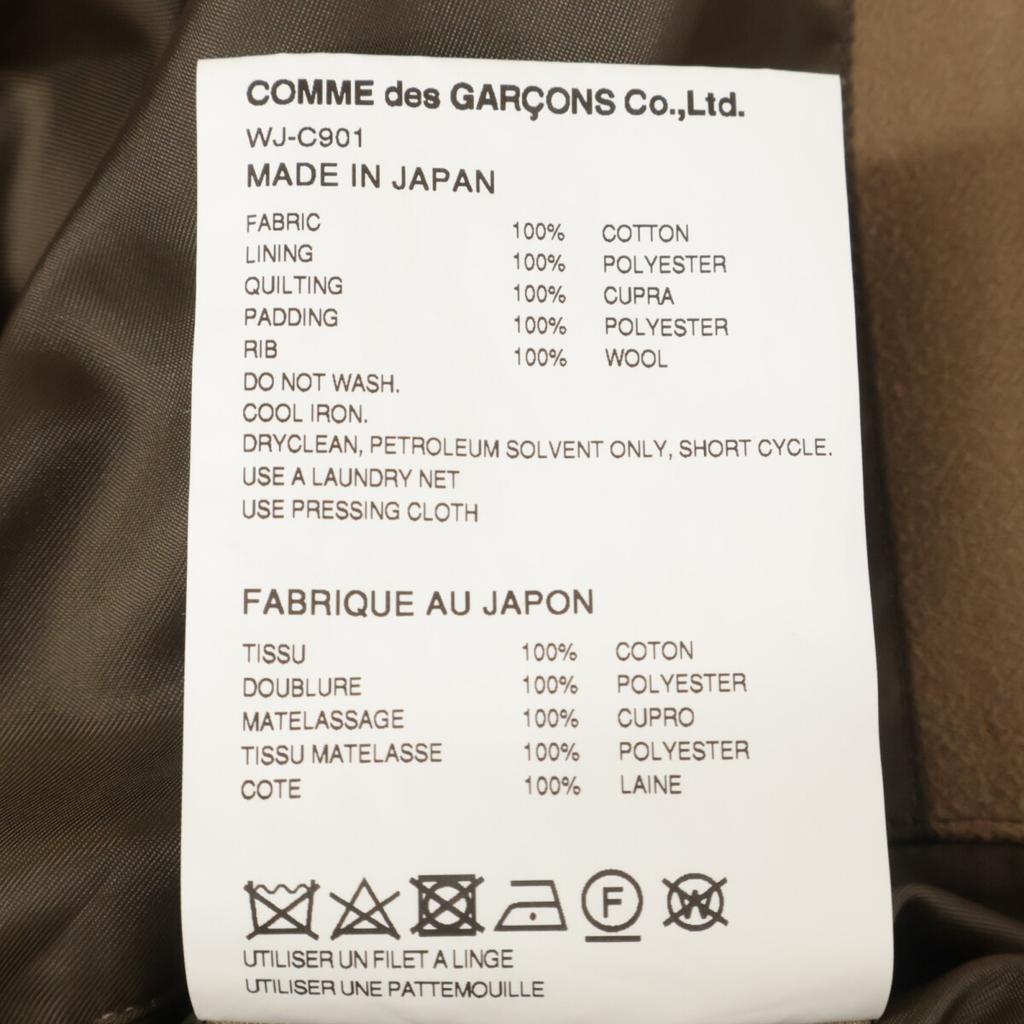 COMME des GARÇONS Co.,Ltd.
WJ-C901
MADE IN JAPAN
FABRIC 100% COTTON
LINING 100% POLYESTER
QUILTING 100% CUPRA
PADDING 100% POLYESTER
RIB 100% WOOL
DO NOT WASH.
COOL IRON.
DRYCLEAN, PETROLEUM SOLVENT ONLY, SHORT CYCLE.
USE A LAUNDRY NET
USE PRESSING CLOTH
FABRIQUE AU JAPON
TISSU 100% COTON
DOUBLURE 100% POLYESTER
MATELASSAGE 100% CUPRO
TISSU MATELASSE 100% POLYESTER
COTE 100% LAINE
F W
UTILISER UN FILET A LINGE
UTILISER UNE PATTEMOUILLE